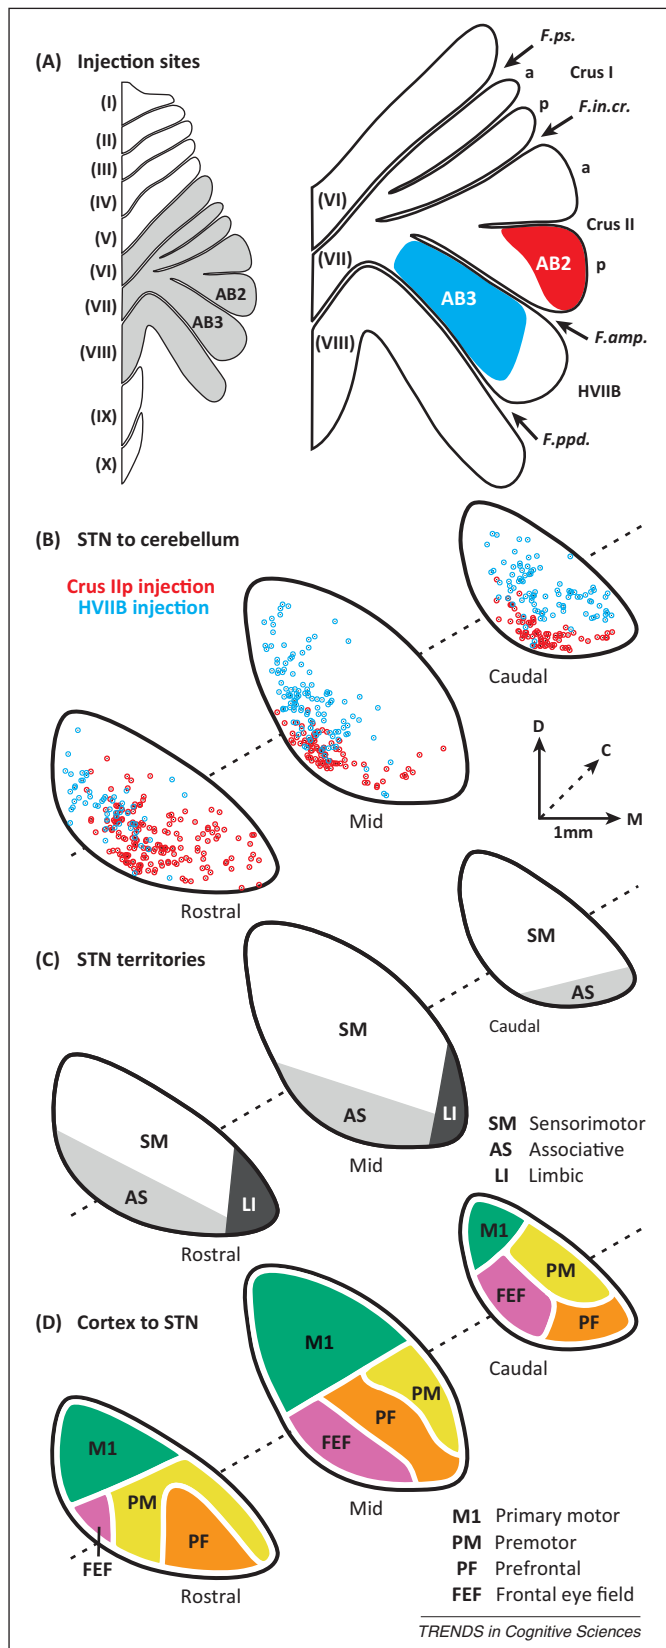 (A) Injection sites
(I)
(II)
(III)
(IV)
(V)
(VI)
(VII)
(VIII)
(IX)
(X)
AB2
AB3
F.ps.
a
Crus I
p
F.in.cr.
a
(VI)
Crus II
(VII)
AB2
p
AB3
(VIII)
F.amp.
HVIIB
F.ppd.
(B) STN to cerebellum
Crus IIp injection
HVIIB injection
Caudal
Mid
Rostral
D
C
M
1mm
(C) STN territories
SM
AS
Caudal
SM
AS
LI
Mid
SM
AS
LI
Rostral
SM Sensorimotor
AS Associative
LI Limbic
(D) Cortex to STN
M1
PM
FEF
PF
Caudal
M1
PM
PF
FEF
Mid
M1
PM
PF
FEF
Rostral
M1 Primary motor
PM Premotor
PF Prefrontal
FEF Frontal eye field
TRENDS in Cognitive Sciences